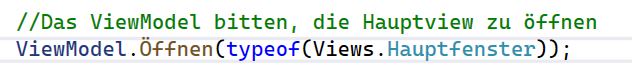 //Das ViewModel bitten, die Hauptview zu öffnen
ViewModel.Öffnen(typeof(Views.Hauptfenster));